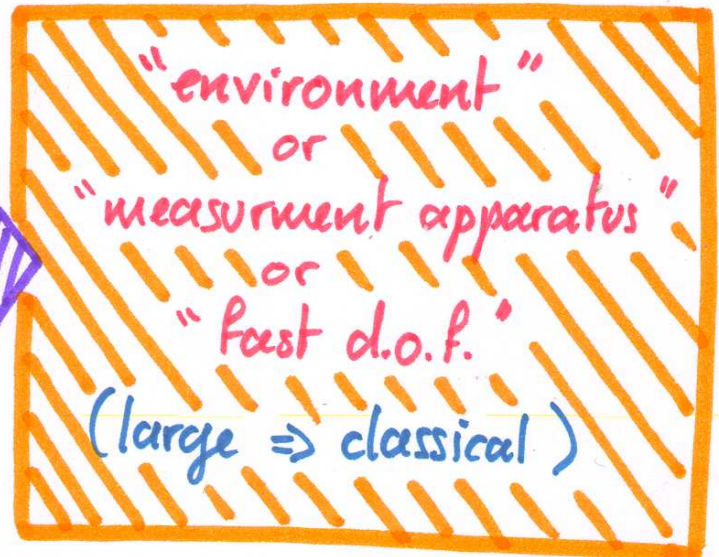 "environment"
or
"measurment apparatus"
or
"fast d.o.f."
(large => classical)